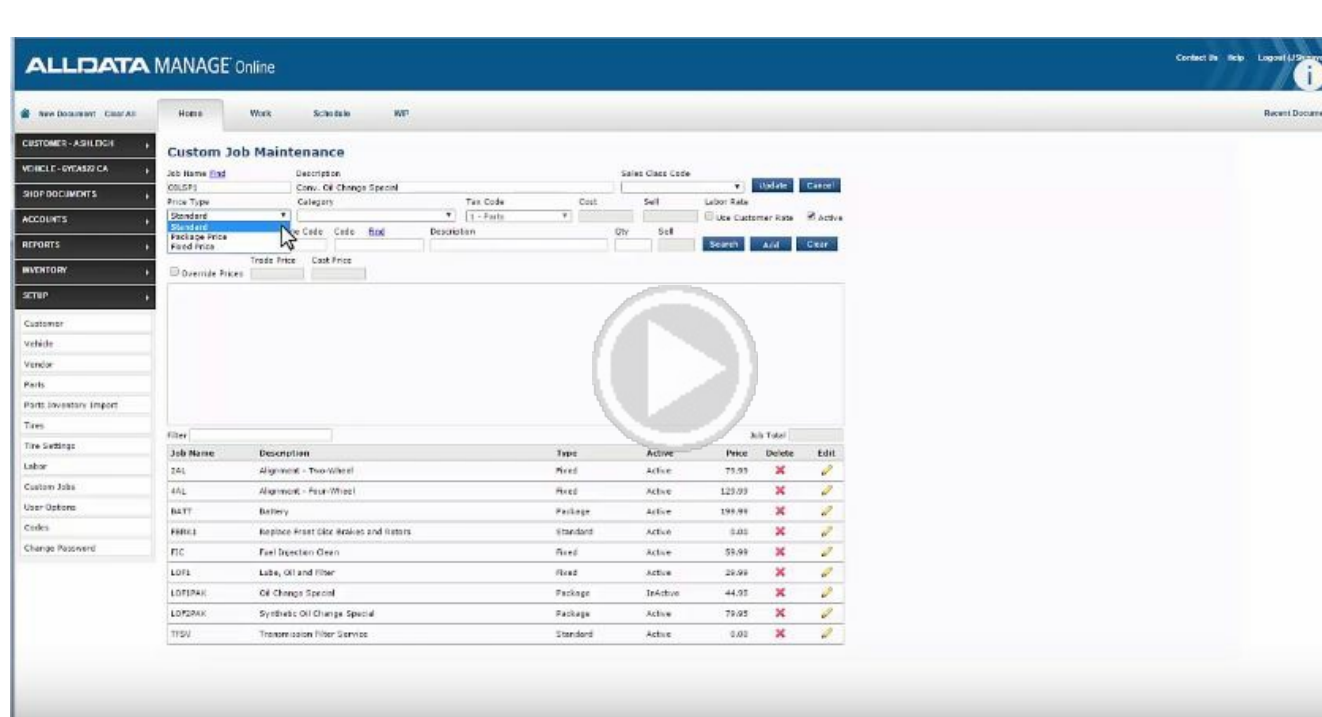 ALLDATA MANAGE Online
Contact Us Help Logout
New Document Clear All
Home Work Schedule WIP
CUSTOMER - ASHLEIGH
VEHICLE - 6YCA522 CA
SHOP DOCUMENTS
ACCOUNTS
REPORTS
INVENTORY
SETUP
Customer
Vehicle
Vendor
Parts
Parts Inventory Import
Tires
Tire Settings
Labor
Custom Jobs
User Options
Codes
Change Password
Recent Docume
Custom Job Maintenance
Job Name Find Description Sales Class Code
OILSP1 Conv. Oil Change Special Update Cancel
Price Type Category Tax Code Cost Sell Labor Rate
Standard 1 - Parts Use Customer Rate Active
Standard
Package Price
Fixed Price
Code Code Find Description Qty Sell
Search Add Clear
Trade Price Cost Price
Override Prices
Filter Job Total
Job Name Description Type Active Price Delete Edit
2AL Alignment - Two-Wheel Fixed Active 79.99
4AL Alignment - Four-Wheel Fixed Active 129.99
BATT Battery Package Active 199.99
FBRK1 Replace Front Disc Brakes and Rotors Standard Active 0.00
FIC Fuel Injection Clean Fixed Active 59.99
LOF1 Lube, Oil and Filter Fixed Active 29.99
LOF1PAK Oil Change Special Package InActive 44.95
LOF2PAK Synthetic Oil Change Special Package Active 79.95
TFSV Transmission Filter Service Standard Active 0.00